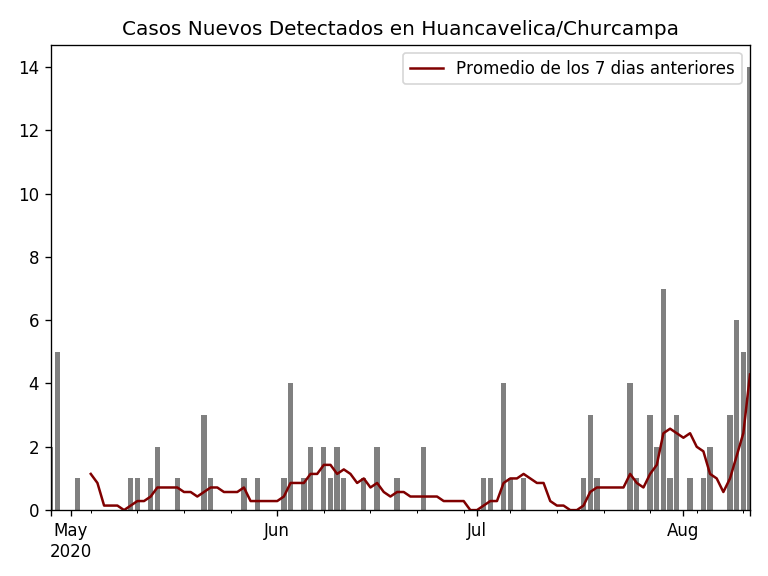 Casos Nuevos Detectados en Huancavelica/Churcampa
Promedio de los 7 dias anteriores
14
12
10
8
6
4
2
0
May
2020
Jun
Jul
Aug